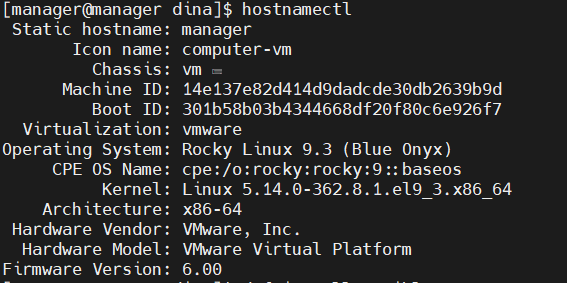 [manager@manager dina]$ hostnamectl
Static hostname: manager
Icon name: computer-vm
Chassis: vm
Machine ID: 14e137e82d414d9dadcde30db2639b9d
Boot ID: 301b58b03b4344668df20f80c6e926f7
Virtualization: vmware
Operating System: Rocky Linux 9.3 (Blue Onyx)
CPE OS Name: cpe:/o:rocky:rocky:9::baseos
Kernel: Linux 5.14.0-362.8.1.el9_3.x86_64
Architecture: x86-64
Hardware Vendor: VMware, Inc.
Hardware Model: VMware Virtual Platform
Firmware Version: 6.00